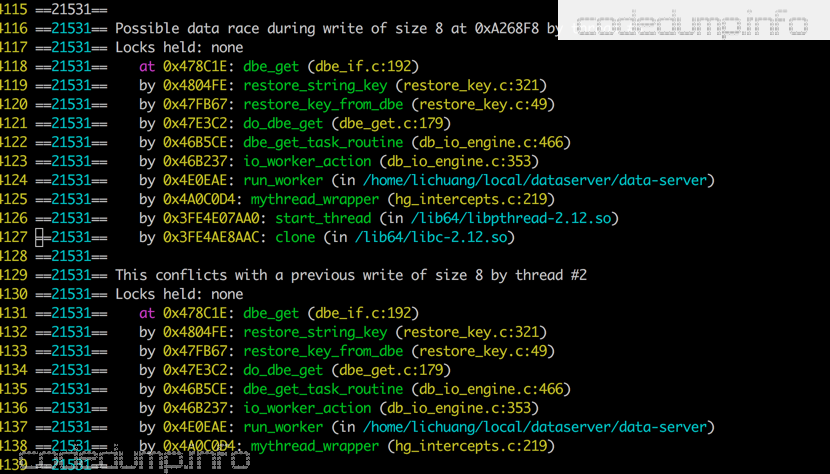 codedump.info
4115 ==21531==
4116 ==21531== Possible data race during write of size 8 at 0xA268F8 by
4117 ==21531== Locks held: none
4118 ==21531==    at 0x478C1E: dbe_get (dbe_if.c:192)
4119 ==21531==    by 0x4804FE: restore_string_key (restore_key.c:321)
4120 ==21531==    by 0x47FB67: restore_key_from_dbe (restore_key.c:49)
4121 ==21531==    by 0x47E3C2: do_dbe_get (dbe_get.c:179)
4122 ==21531==    by 0x46B5CE: dbe_get_task_routine (db_io_engine.c:466)
4123 ==21531==    by 0x46B237: io_worker_action (db_io_engine.c:353)
4124 ==21531==    by 0x4E0EAE: run_worker (in /home/lichuang/local/dataserver/data-server)
4125 ==21531==    by 0x4A0C0D4: mythread_wrapper (hg_intercepts.c:219)
4126 ==21531==    by 0x3FE4E07AA0: start_thread (in /lib64/libpthread-2.12.so)
4127 ==21531==    by 0x3FE4AE8AAC: clone (in /lib64/libc-2.12.so)
4128 ==21531==
4129 ==21531== This conflicts with a previous write of size 8 by thread #2
4130 ==21531== Locks held: none
4131 ==21531==    at 0x478C1E: dbe_get (dbe_if.c:192)
4132 ==21531==    by 0x4804FE: restore_string_key (restore_key.c:321)
4133 ==21531==    by 0x47FB67: restore_key_from_dbe (restore_key.c:49)
4134 ==21531==    by 0x47E3C2: do_dbe_get (dbe_get.c:179)
4135 ==21531==    by 0x46B5CE: dbe_get_task_routine (db_io_engine.c:466)
4136 ==21531==    by 0x46B237: io_worker_action (db_io_engine.c:353)
4137 ==21531==    by 0x4E0EAE: run_worker (in /home/lichuang/local/dataserver/data-server)
4138 ==21531==    by 0x4A0C0D4: mythread_wrapper (hg_intercepts.c:219)
4139 ==21531==
codedump.info